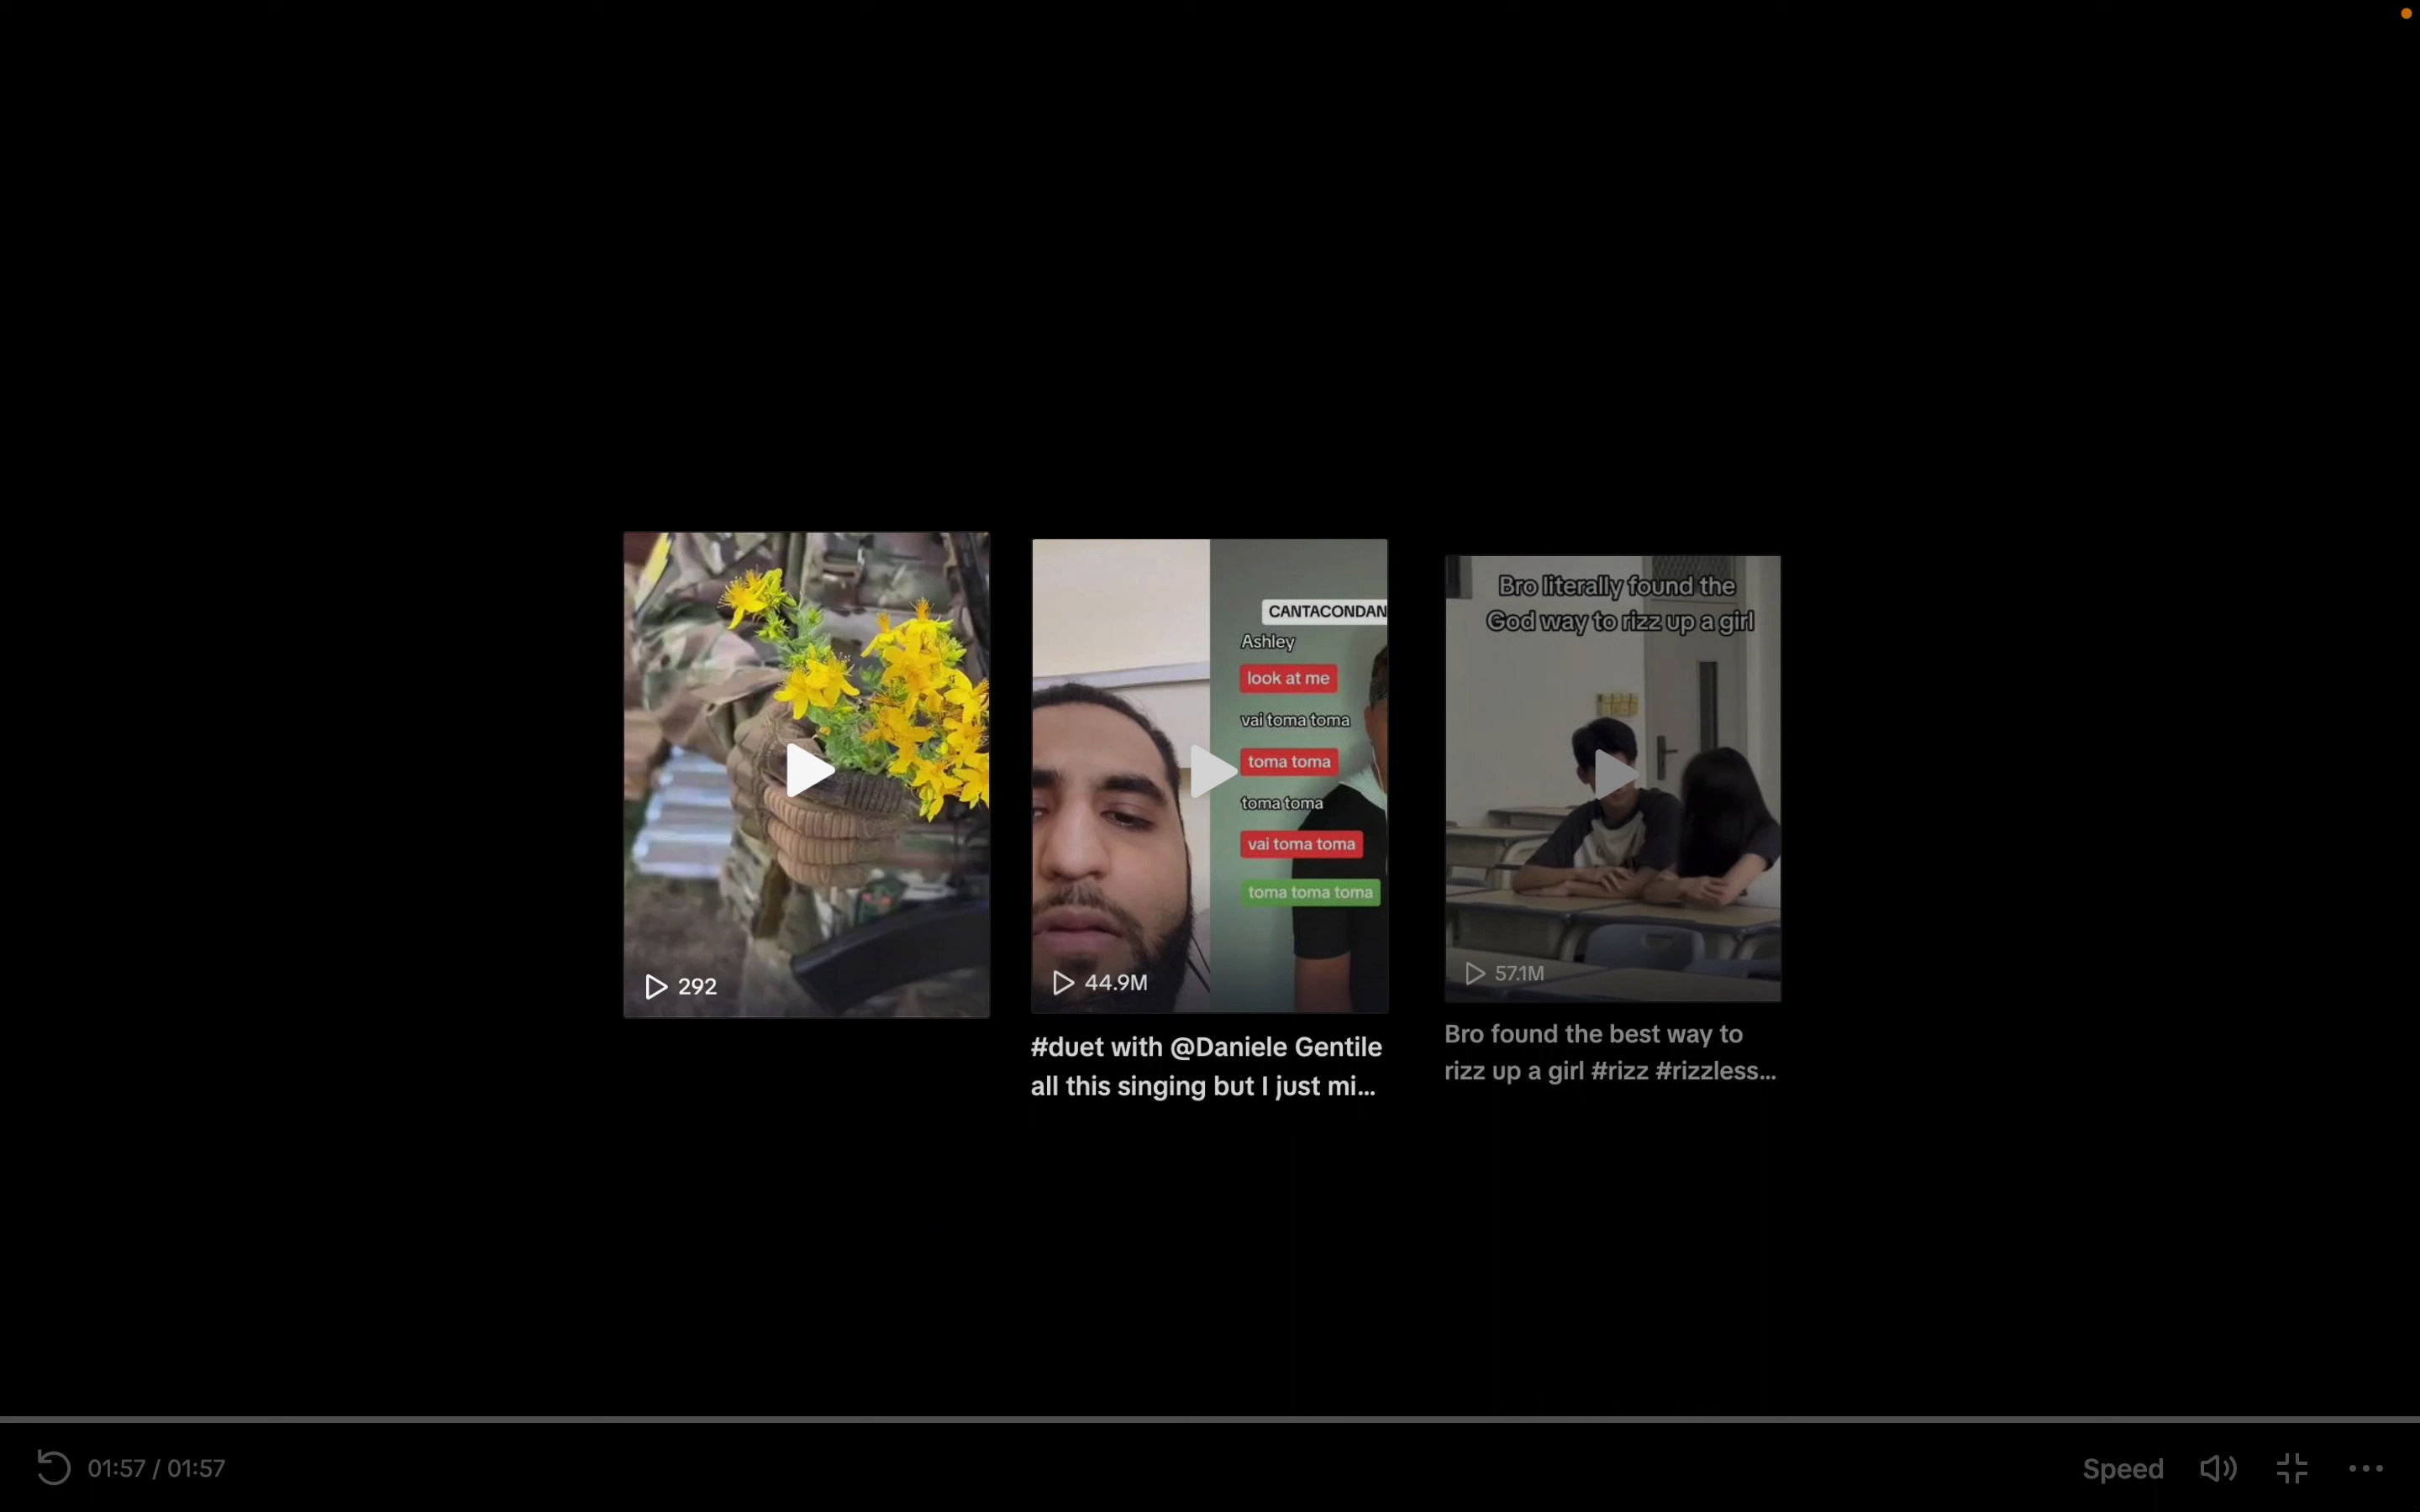 292
CANTACONDAN
Ashley
look at me
vai toma toma
toma toma
toma toma
vai toma toma
toma toma toma
44.9M
#duet with @Daniele Gentile
all this singing but I just mi...
Bro literally found the
God way to rizz up a girl
57.1M
Bro found the best way to
rizz up a girl #rizz #rizzless...
01:57 / 01:57
Speed